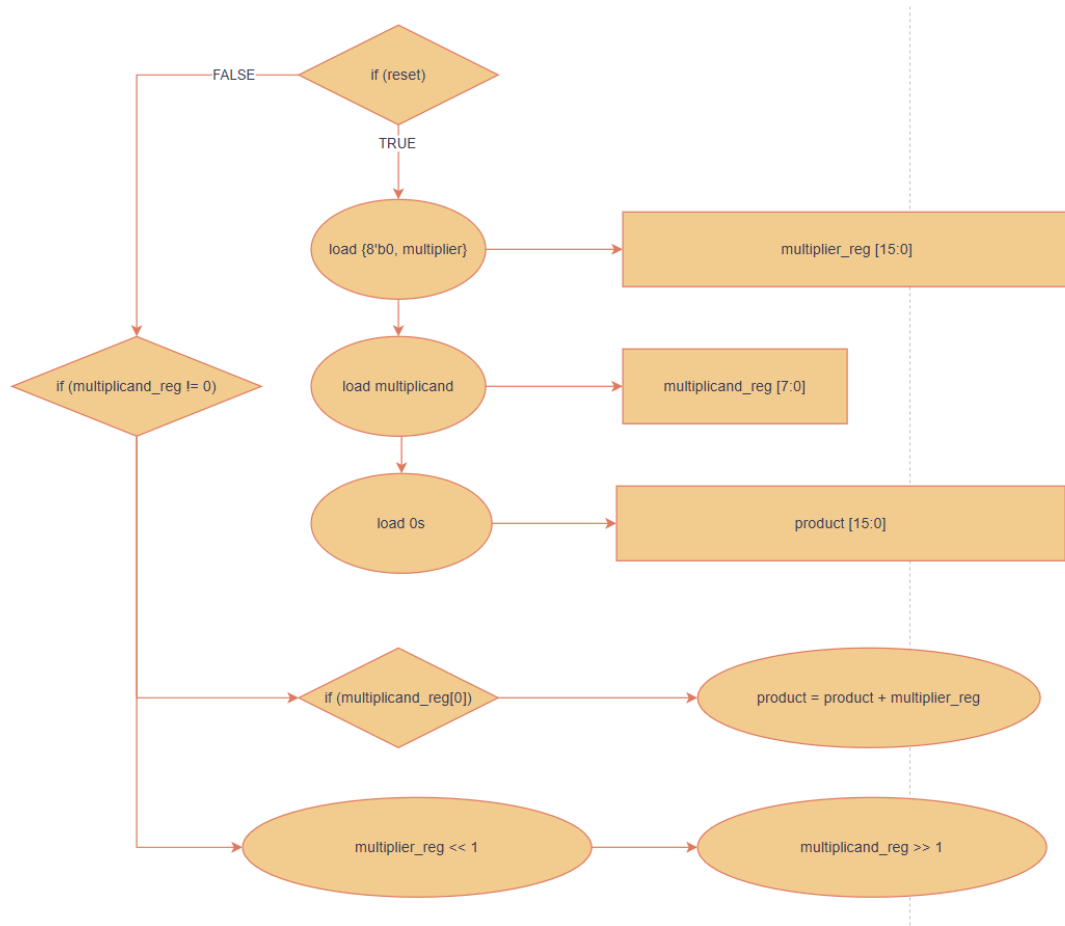 if (reset)
FALSE
TRUE
load {8'b0, multiplier}
multiplier_reg [15:0]
if (multiplicand_reg != 0)
load multiplicand
multiplicand_reg [7:0]
load 0s
product [15:0]
if (multiplicand_reg[0])
product = product + multiplier_reg
multiplier_reg << 1
multiplicand_reg >> 1